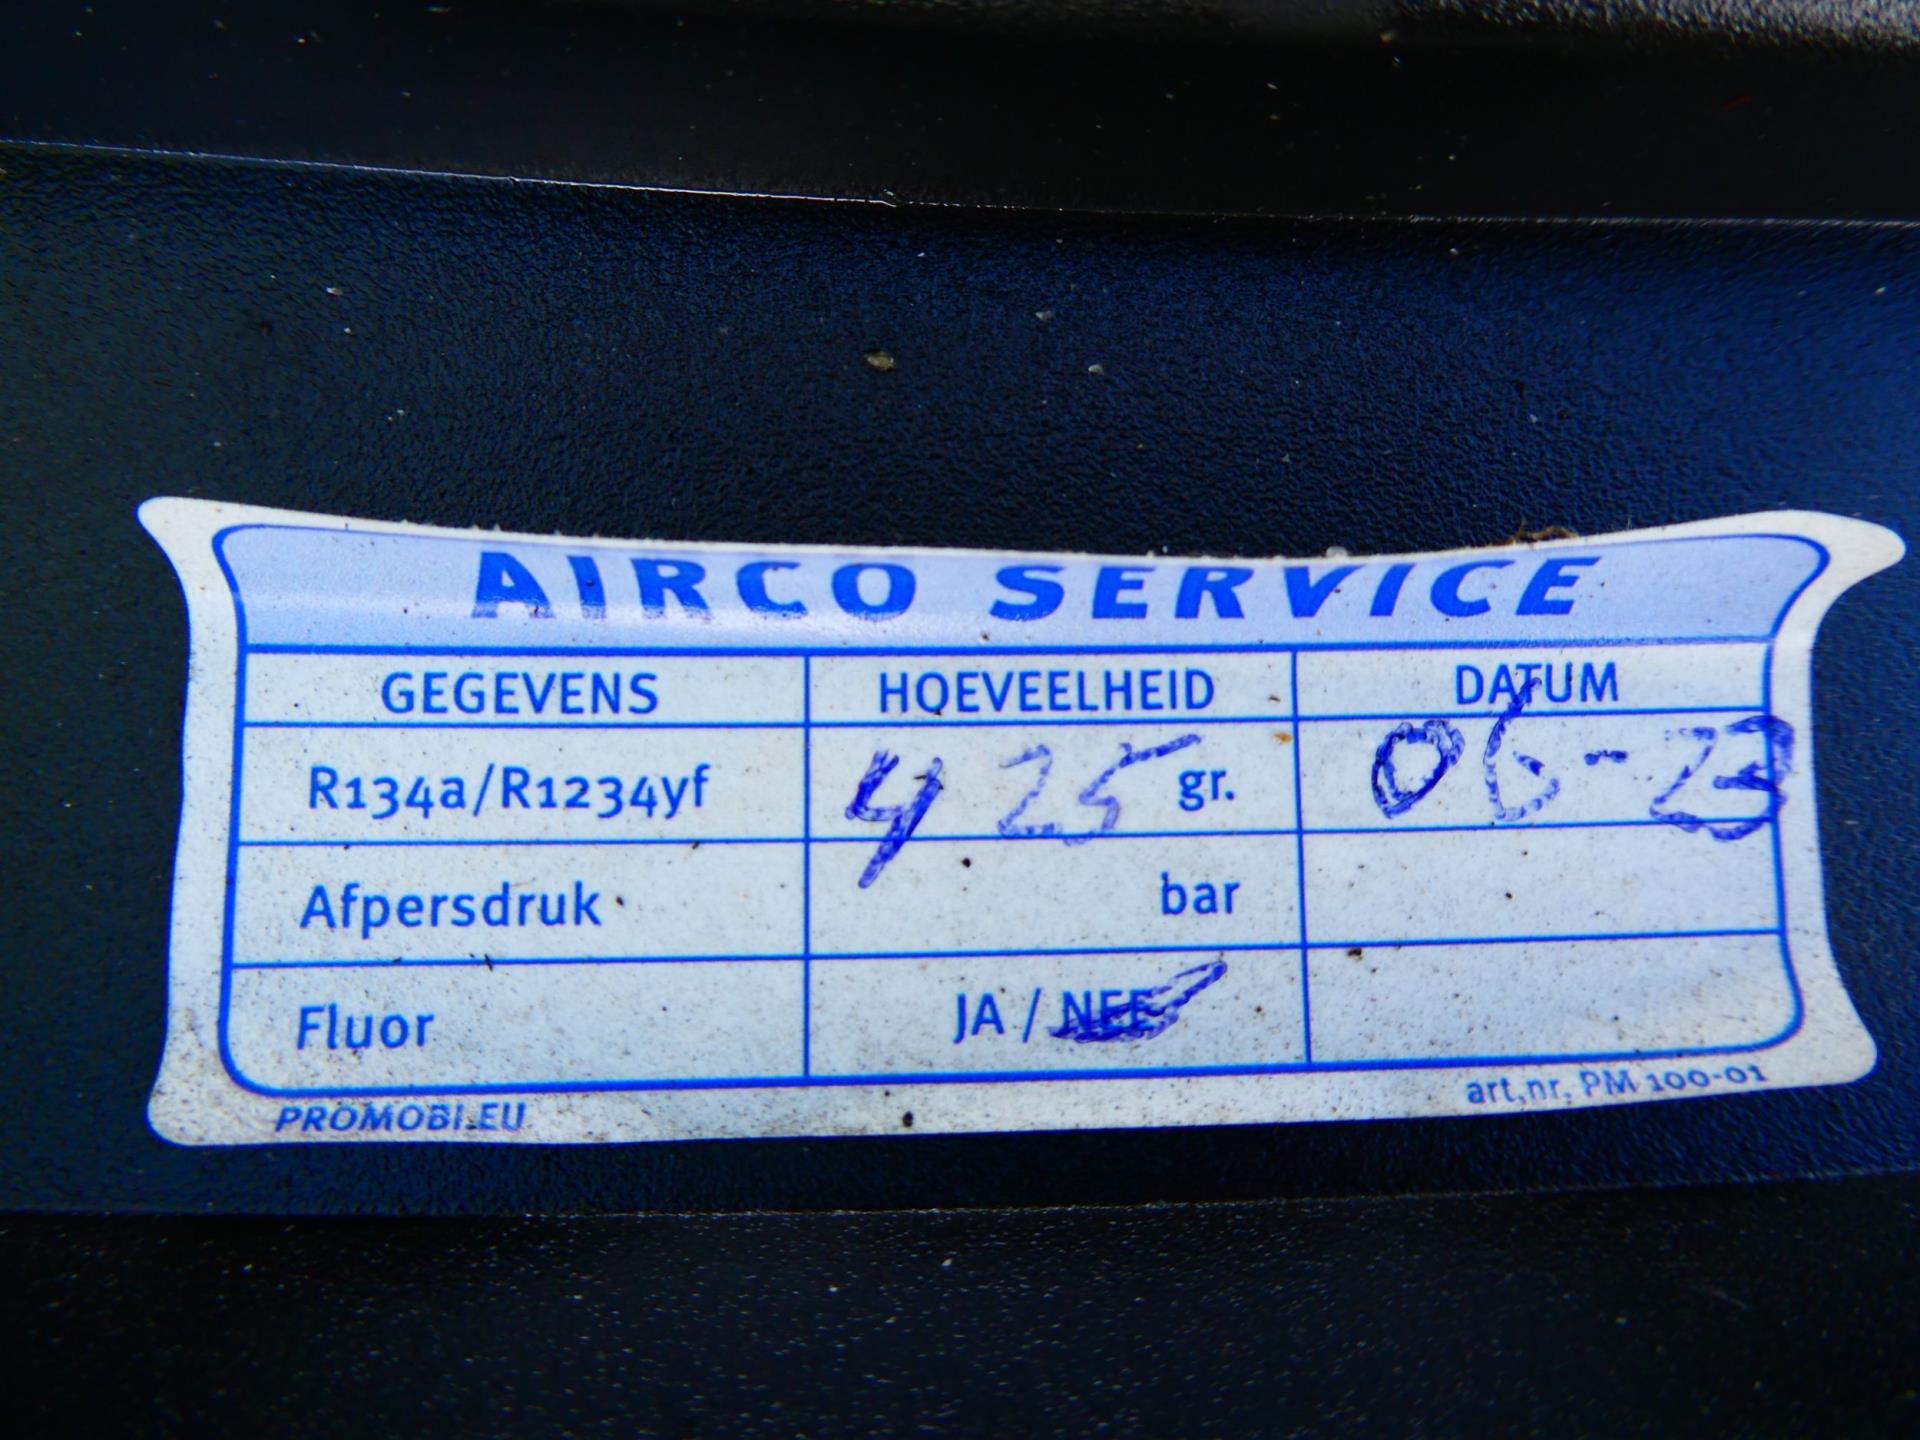 AIRCO SERVICE
GEGEVENS HOEVEELHEID DATUM
R134a/R1234yf 425 gr. 06-23
Afpersdruk bar
Fluor JA / NEE
PROMOBI.EU art.nr. PM 100-01